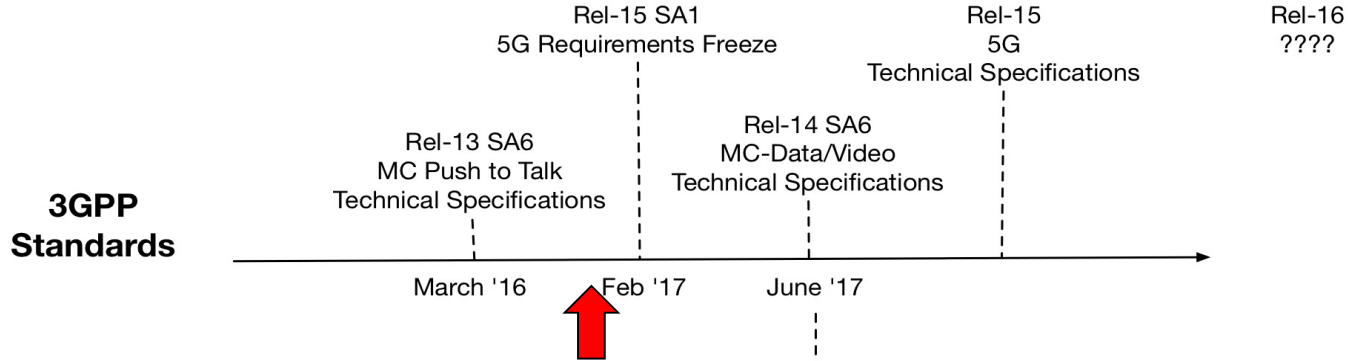 Rel-15 SA1
5G Requirements Freeze
Rel-15
5G
Technical Specifications
Rel-16
????
Rel-13 SA6
MC Push to Talk
Technical Specifications
Rel-14 SA6
MC-Data/Video
Technical Specifications
3GPP
Standards
March '16
Feb '17
June '17